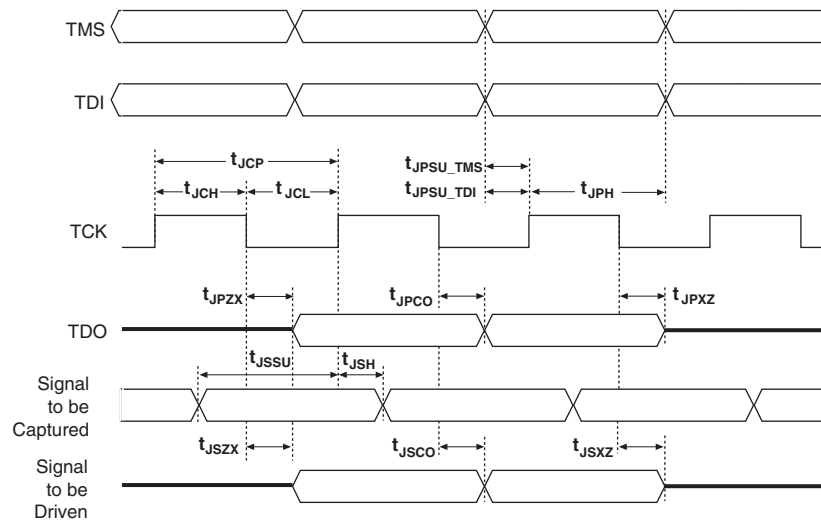 TMS
TDI
tJCP
tJCH
tJCL
tJPSU_TMS
tJPSU_TDI
tJPH
TCK
tJPZX
tJPCO
tJPXZ
TDO
tJSSU
tJSH
Signal
to be
Captured
tJSZX
tJSCO
tJSXZ
Signal
to be
Driven